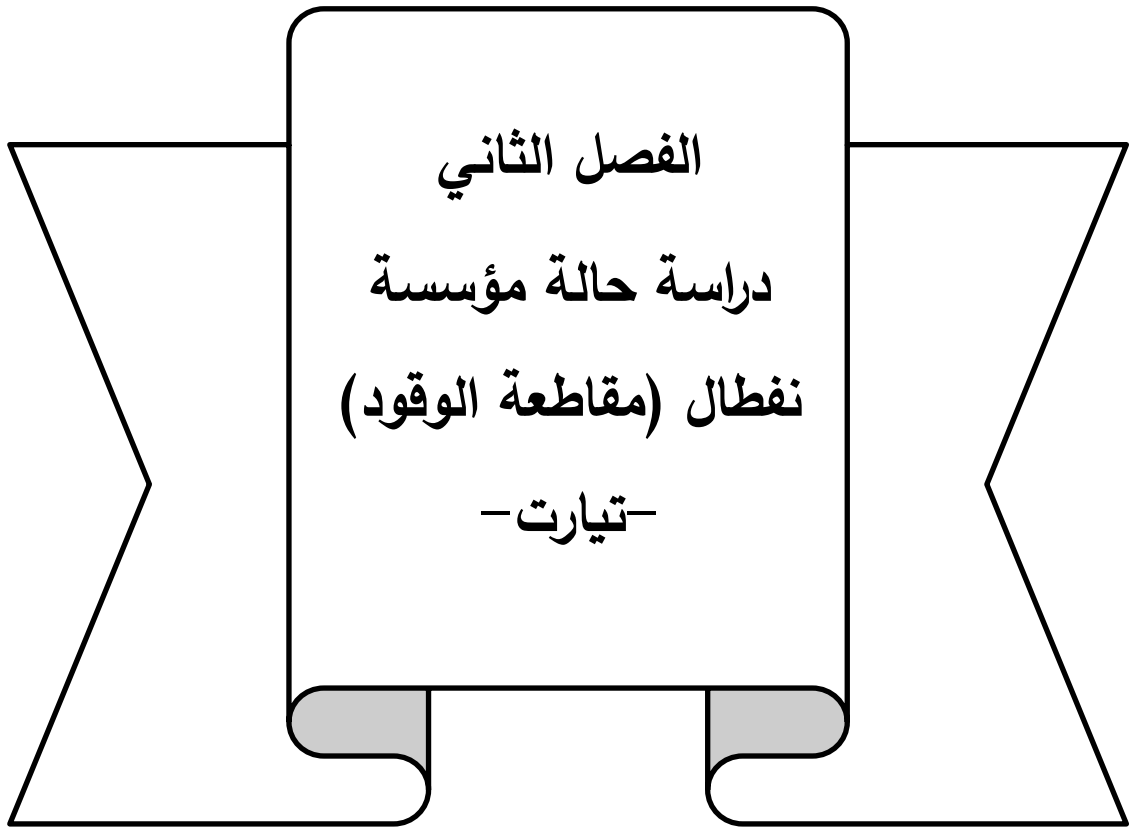 الفصل الثاني
دراسة حالة مؤسسة
نفطال (مقاطعة الوقود)
-تيارت-